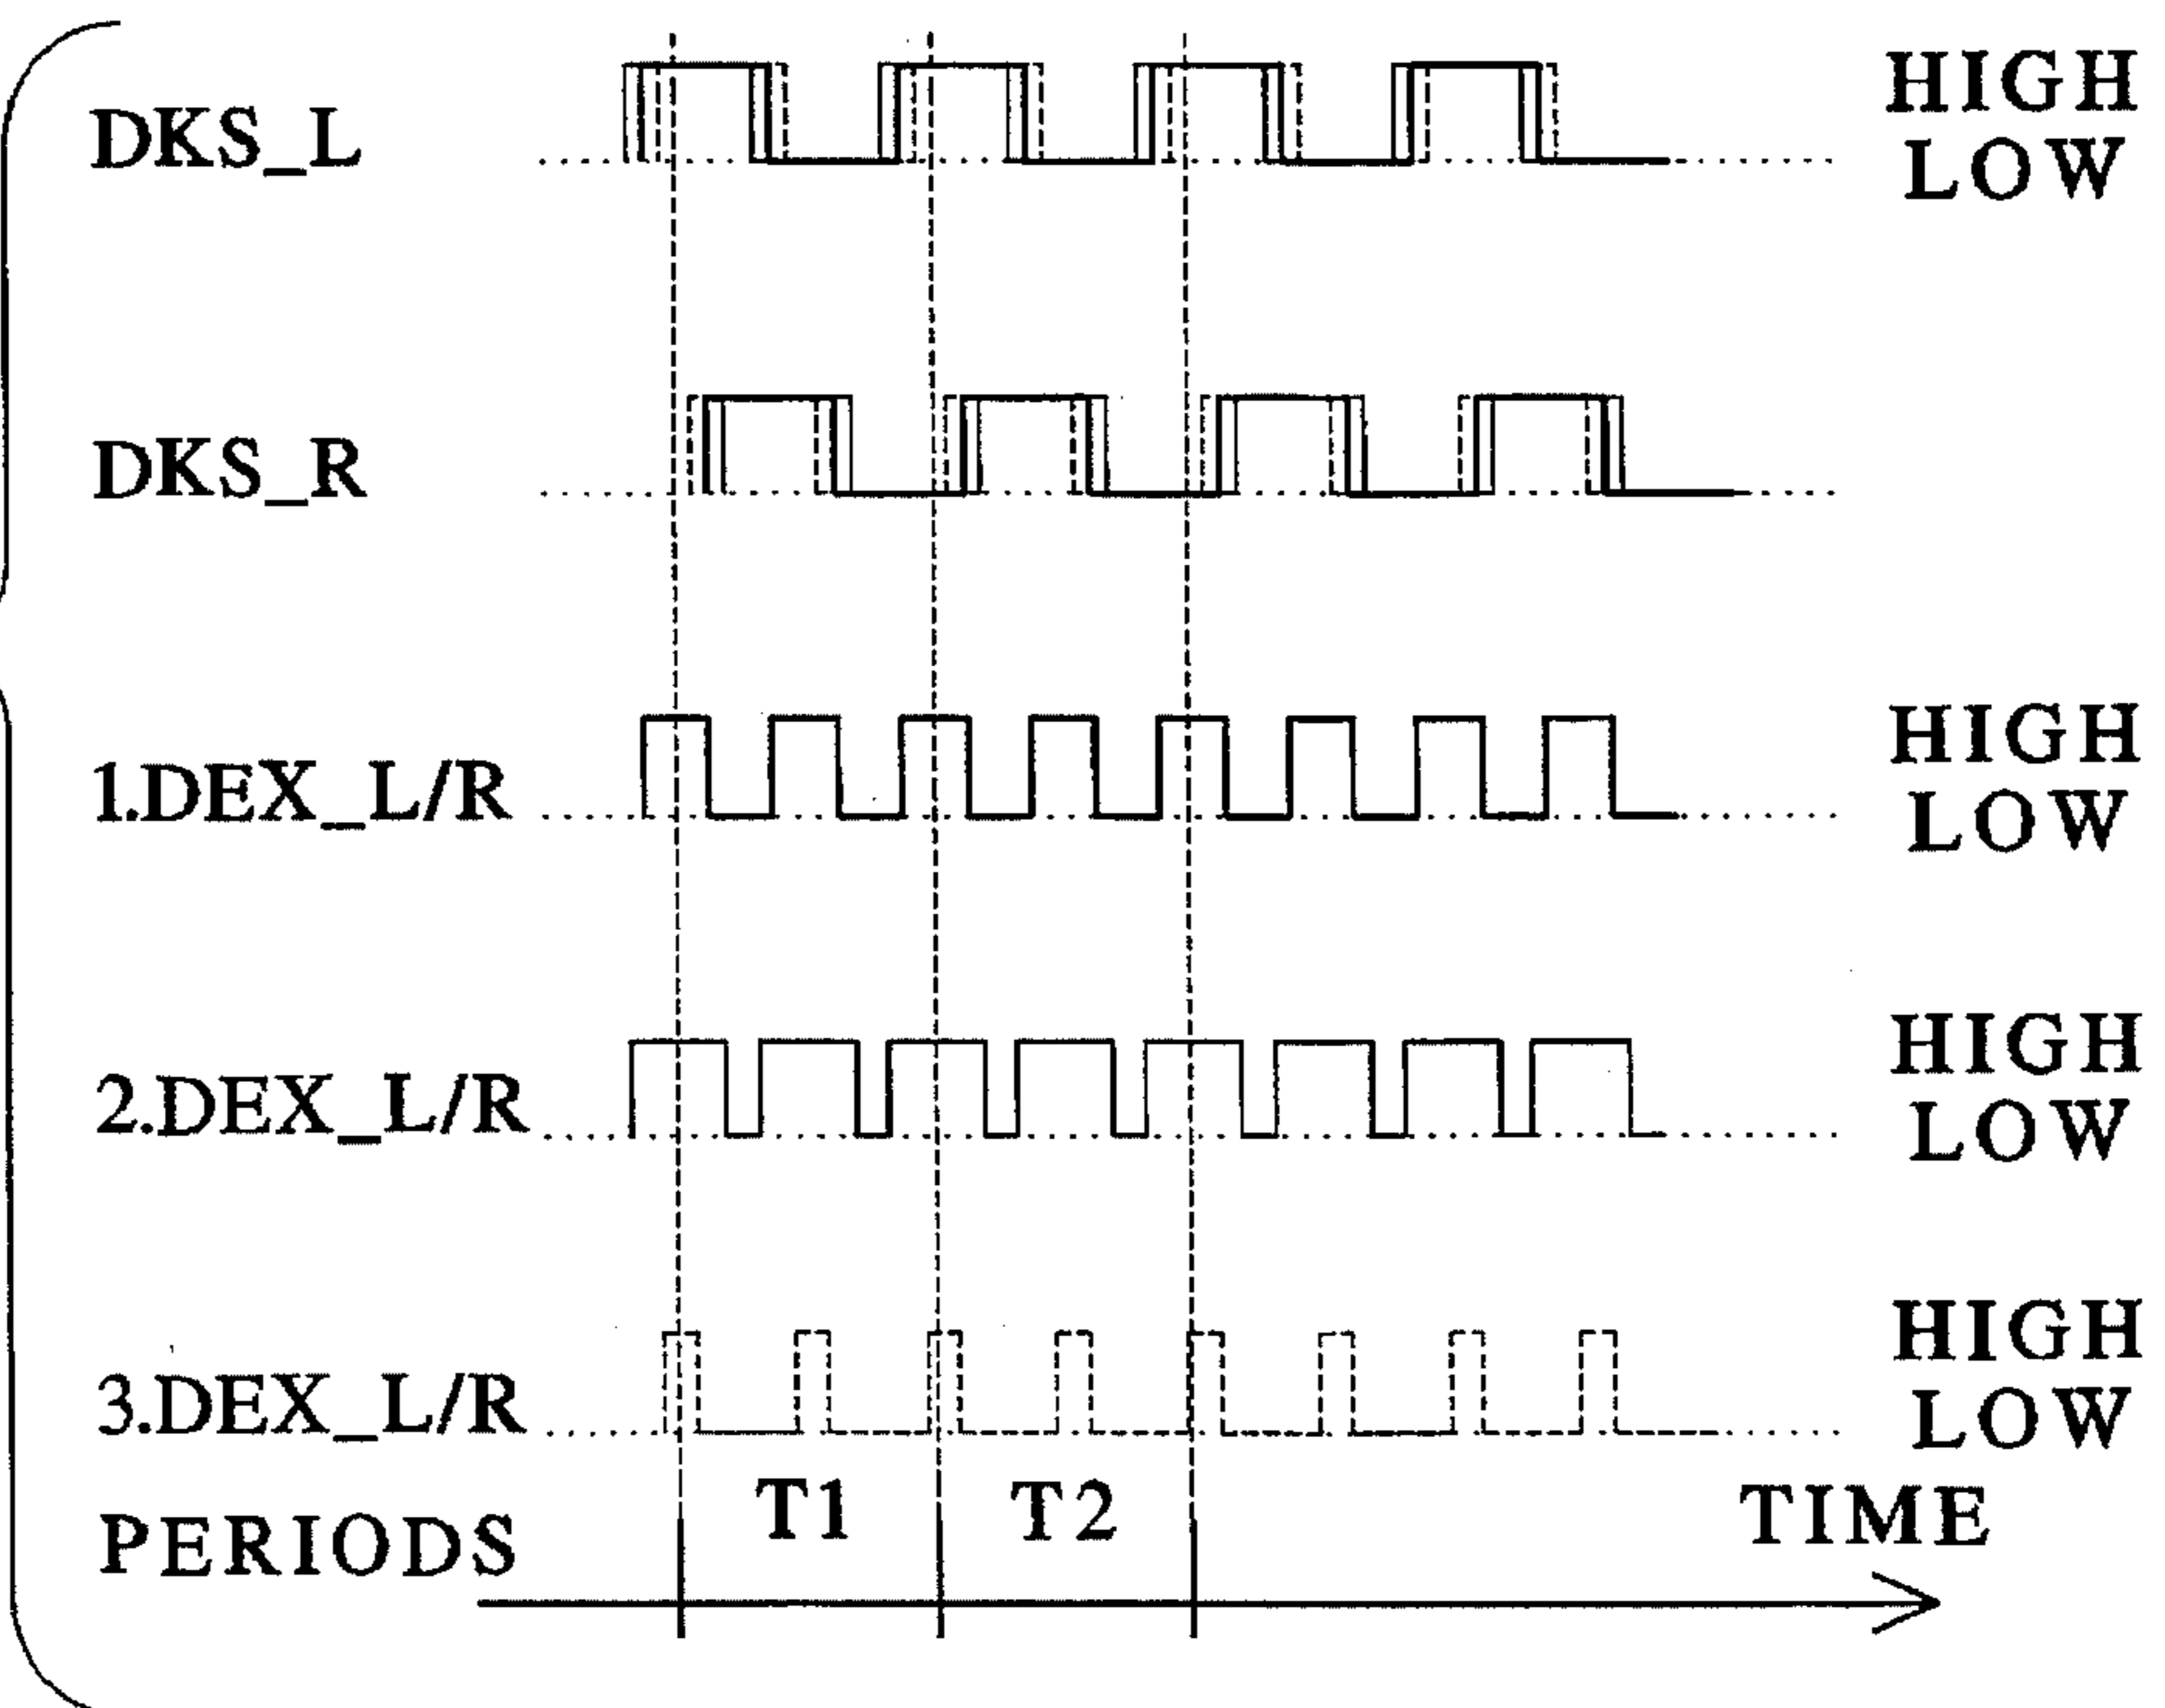 HIGH
DKS_L
LOW
DKS_R
HIGH
1.DEX_L/R
LOW
HIGH
2.DEX_L/R
LOW
HIGH
3.DEX_L/R
LOW
T1 T2 TIME
PERIODS